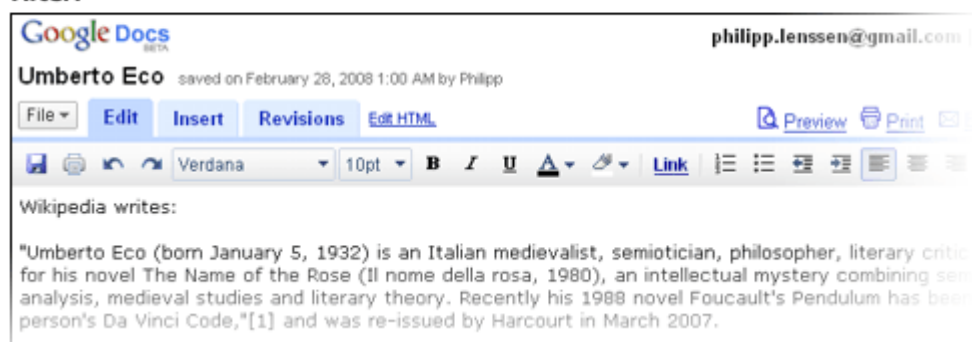 Google Docs
BETA
philipp.lenssen@gmail.com
Umberto Eco saved on February 28, 2008 1:00 AM by Philipp
File Edit Insert Revisions Edit HTML Preview Print
Verdana 10pt B I U A Link
Wikipedia writes:
"Umberto Eco (born January 5, 1932) is an Italian medievalist, semiotician, philosopher, literary critic
for his novel The Name of the Rose (Il nome della rosa, 1980), an intellectual mystery combining sem
analysis, medieval studies and literary theory. Recently his 1988 novel Foucault's Pendulum has been
person's Da Vinci Code,"[1] and was re-issued by Harcourt in March 2007.